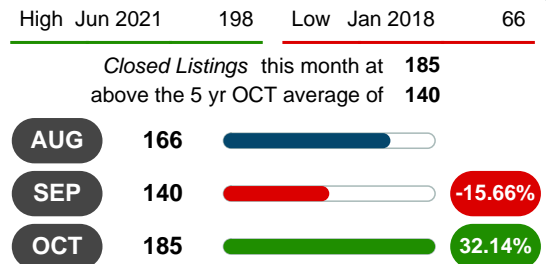 High Jun 2021 198 Low Jan 2018 66
Closed Listings this month at 185
above the 5 yr OCT average of 140
AUG 166
SEP 140 -15.66%
OCT 185 32.14%